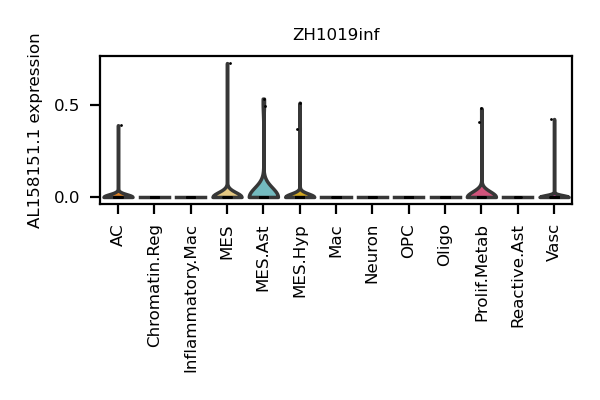 ZH1019inf
AL158151.1 expression
0.5
0.0
AC
Chromatin.Reg
Inflammatory.Mac
MES
MES.Ast
MES.Hyp
Mac
Neuron
OPC
Oligo
Prolif.Metab
Reactive.Ast
Vasc